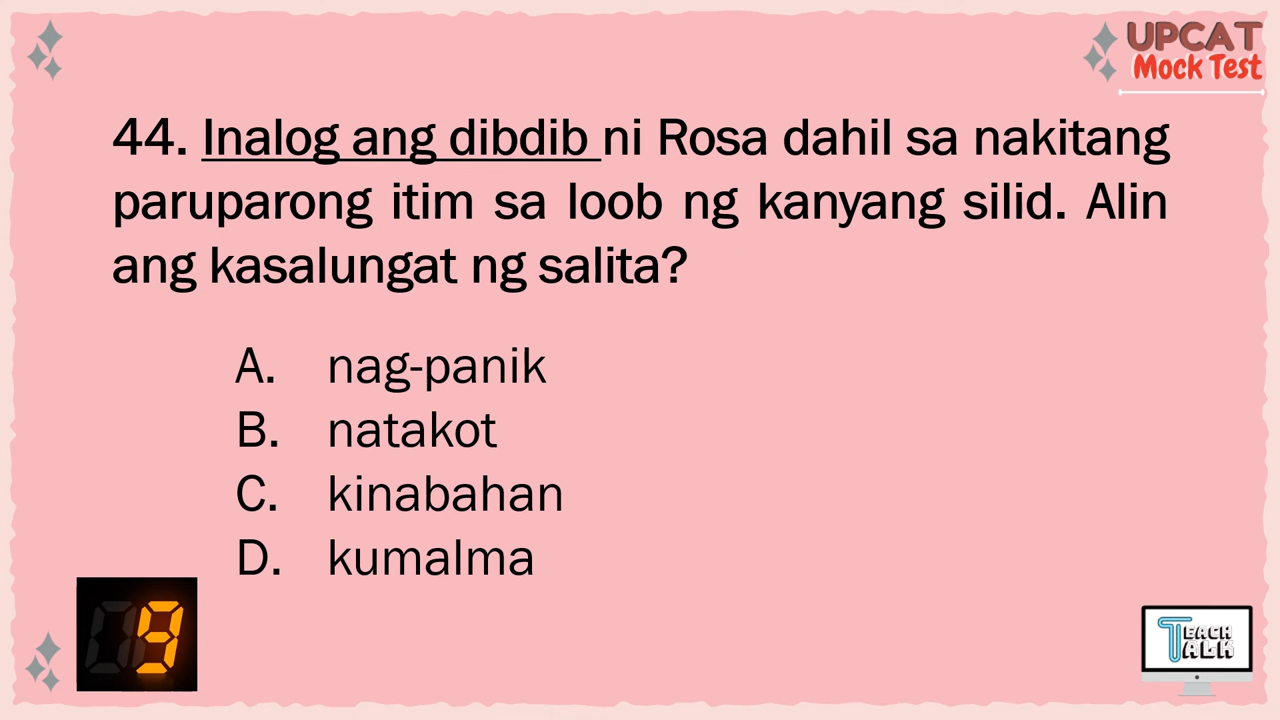 UPCAT
Mock Test
44. Inalog ang dibdib ni Rosa dahil sa nakitang
paruparong itim sa loob ng kanyang silid. Alin
ang kasalungat ng salita?
A. nag-panik
B. natakot
C. kinabahan
D. kumalma
9
TEACH
TALK